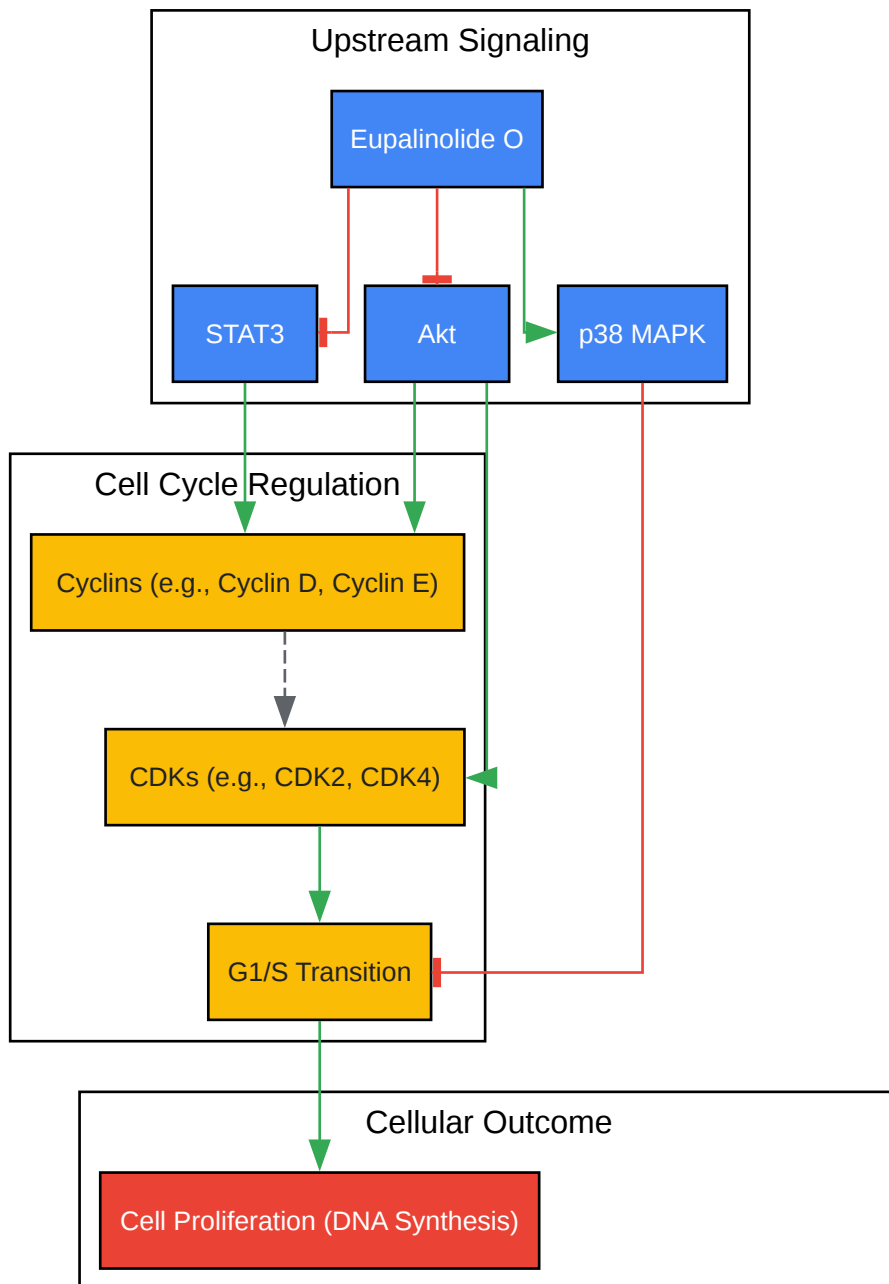 Upstream Signaling
Eupalinolide O
STAT3
Akt
p38 MAPK
Cell Cycle Regulation
Cyclins (e.g., Cyclin D, Cyclin E)
CDKs (e.g., CDK2, CDK4)
G1/S Transition
Cellular Outcome
Cell Proliferation (DNA Synthesis)